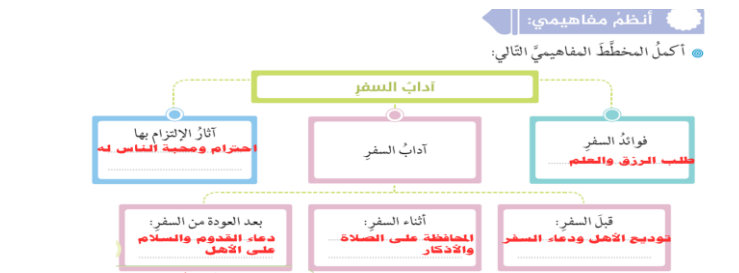 أنظمُ مفاهيمي:
أكملُ المخطَّطَ المفاهيميَّ التّالي:
آدابُ السفرِ
فوائدُ السفرِ
طلب الرزق والعلم
آدابُ السفرِ
آثارُ الالتزام بها
احترام ومحبة الناس له
قبلَ السفرِ:
توديع الأهل ودعاء السفر
أثناء السفرِ:
المحافظة على الصلاة
والأذكار
بعد العودة من السفرِ:
دعاء القدوم والسلام
على الأهل